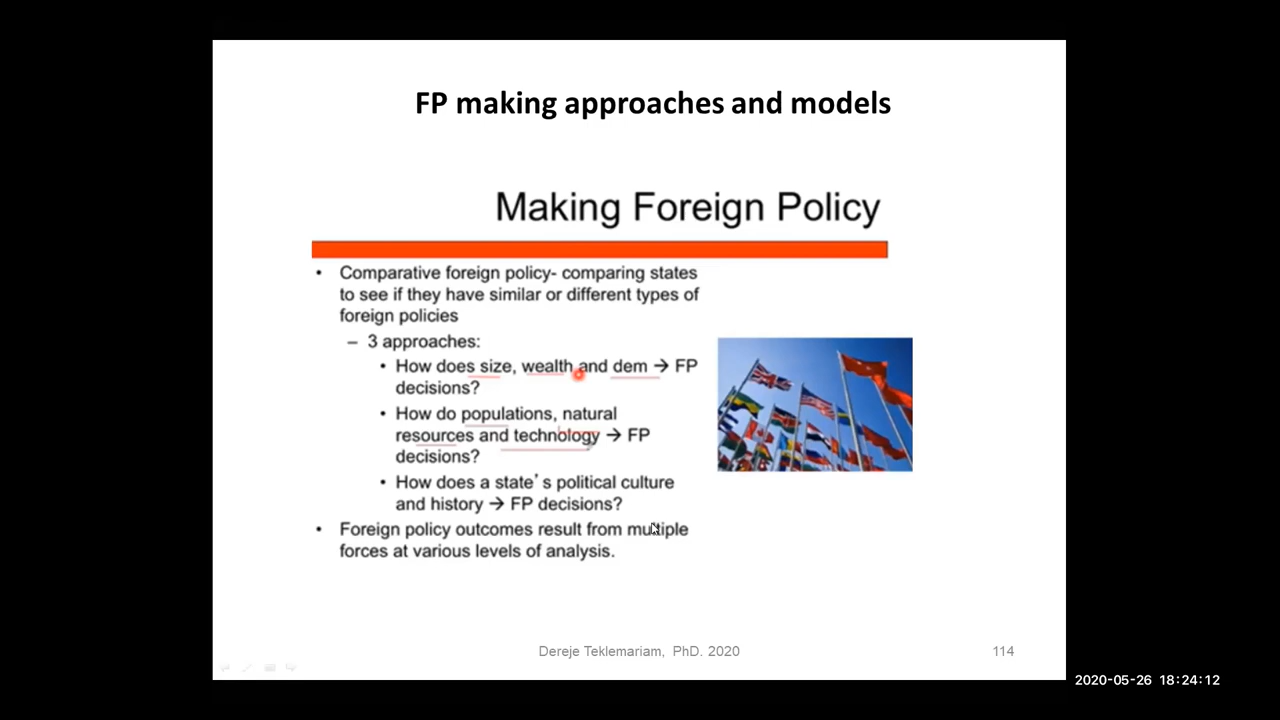 FP making approaches and models
Making Foreign Policy
• Comparative foreign policy- comparing states
to see if they have similar or different types of
foreign policies
– 3 approaches:
• How does size, wealth and dem → FP
decisions?
• How do populations, natural
resources and technology → FP
decisions?
• How does a state's political culture
and history → FP decisions?
• Foreign policy outcomes result from multiple
forces at various levels of analysis.
Dereje Teklemariam, PhD. 2020
114
2020-05-26 18:24:12